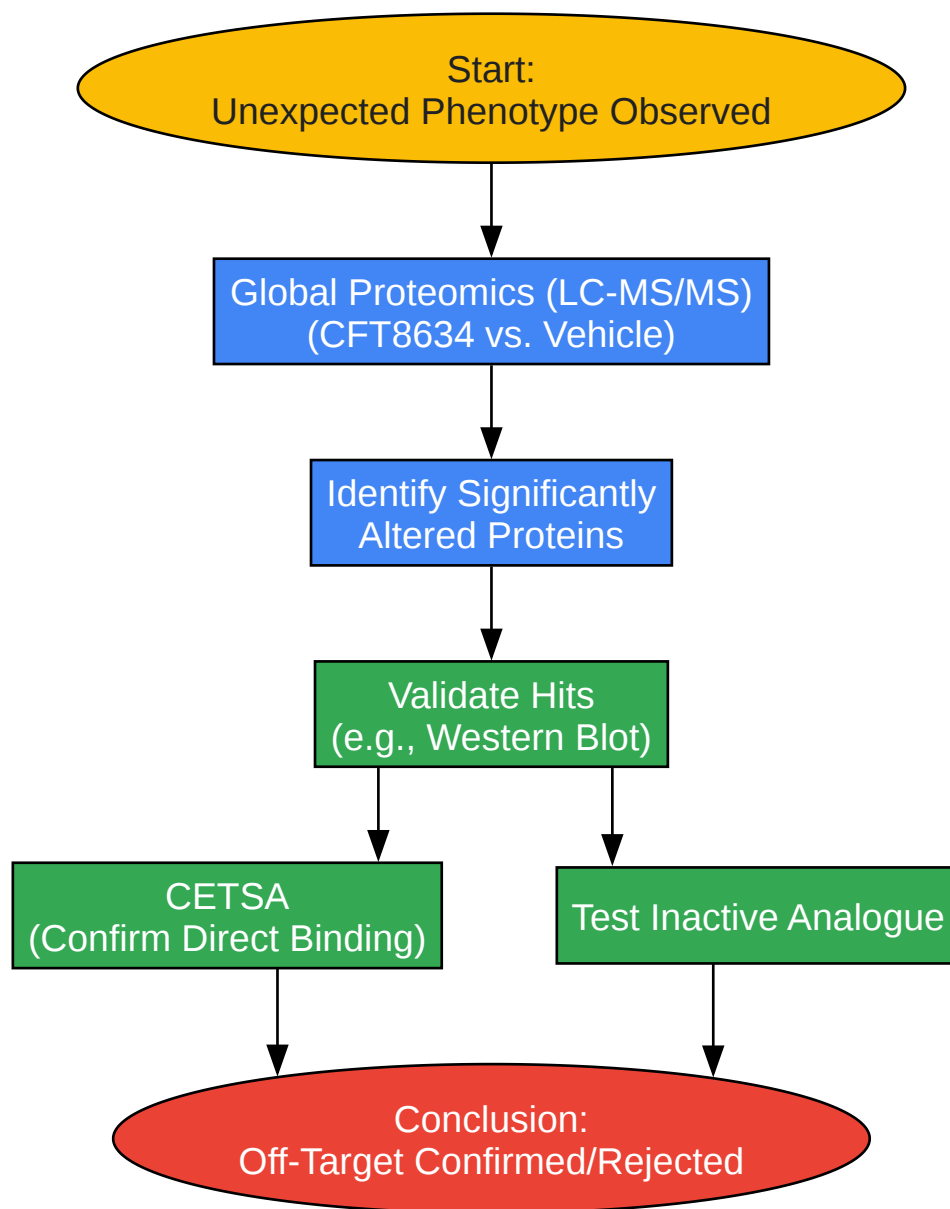 Start:
Unexpected Phenotype Observed
Global Proteomics (LC-MS/MS)
(CFT8634 vs. Vehicle)
Identify Significantly
Altered Proteins
Validate Hits
(e.g., Western Blot)
CETSA
(Confirm Direct Binding)
Test Inactive Analogue
Conclusion:
Off-Target Confirmed/Rejected